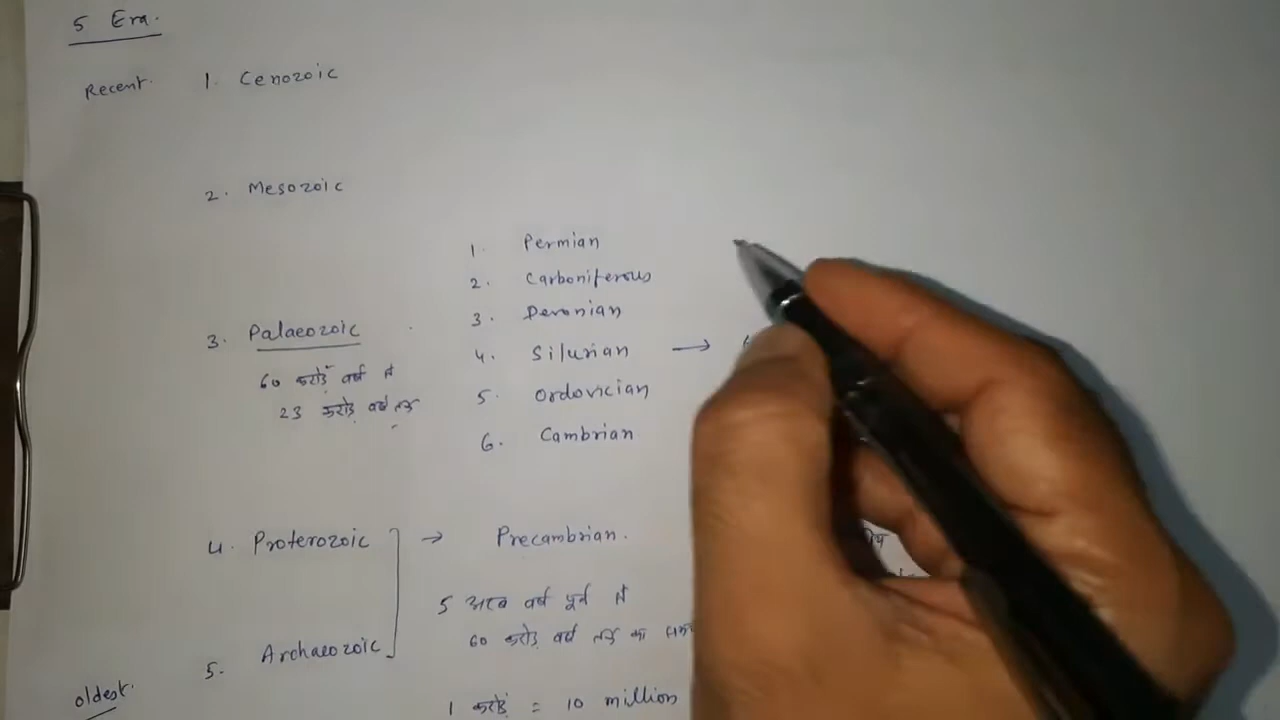 5 Era.
Recent. 1. Cenozoic
2. Mesozoic
1. Permian
2. Carboniferous
3. Devonian
3. Palaeozoic
4. Silurian →
60 करोड़ वर्ष से
5. Ordovician
23 करोड़ वर्ष तक
6. Cambrian
4. Proterozoic → Precambrian.
5 अरब वर्ष पूर्व से
60 करोड़ वर्ष तक का
5. Archaeozoic
oldest.
1 करोड़ = 10 million